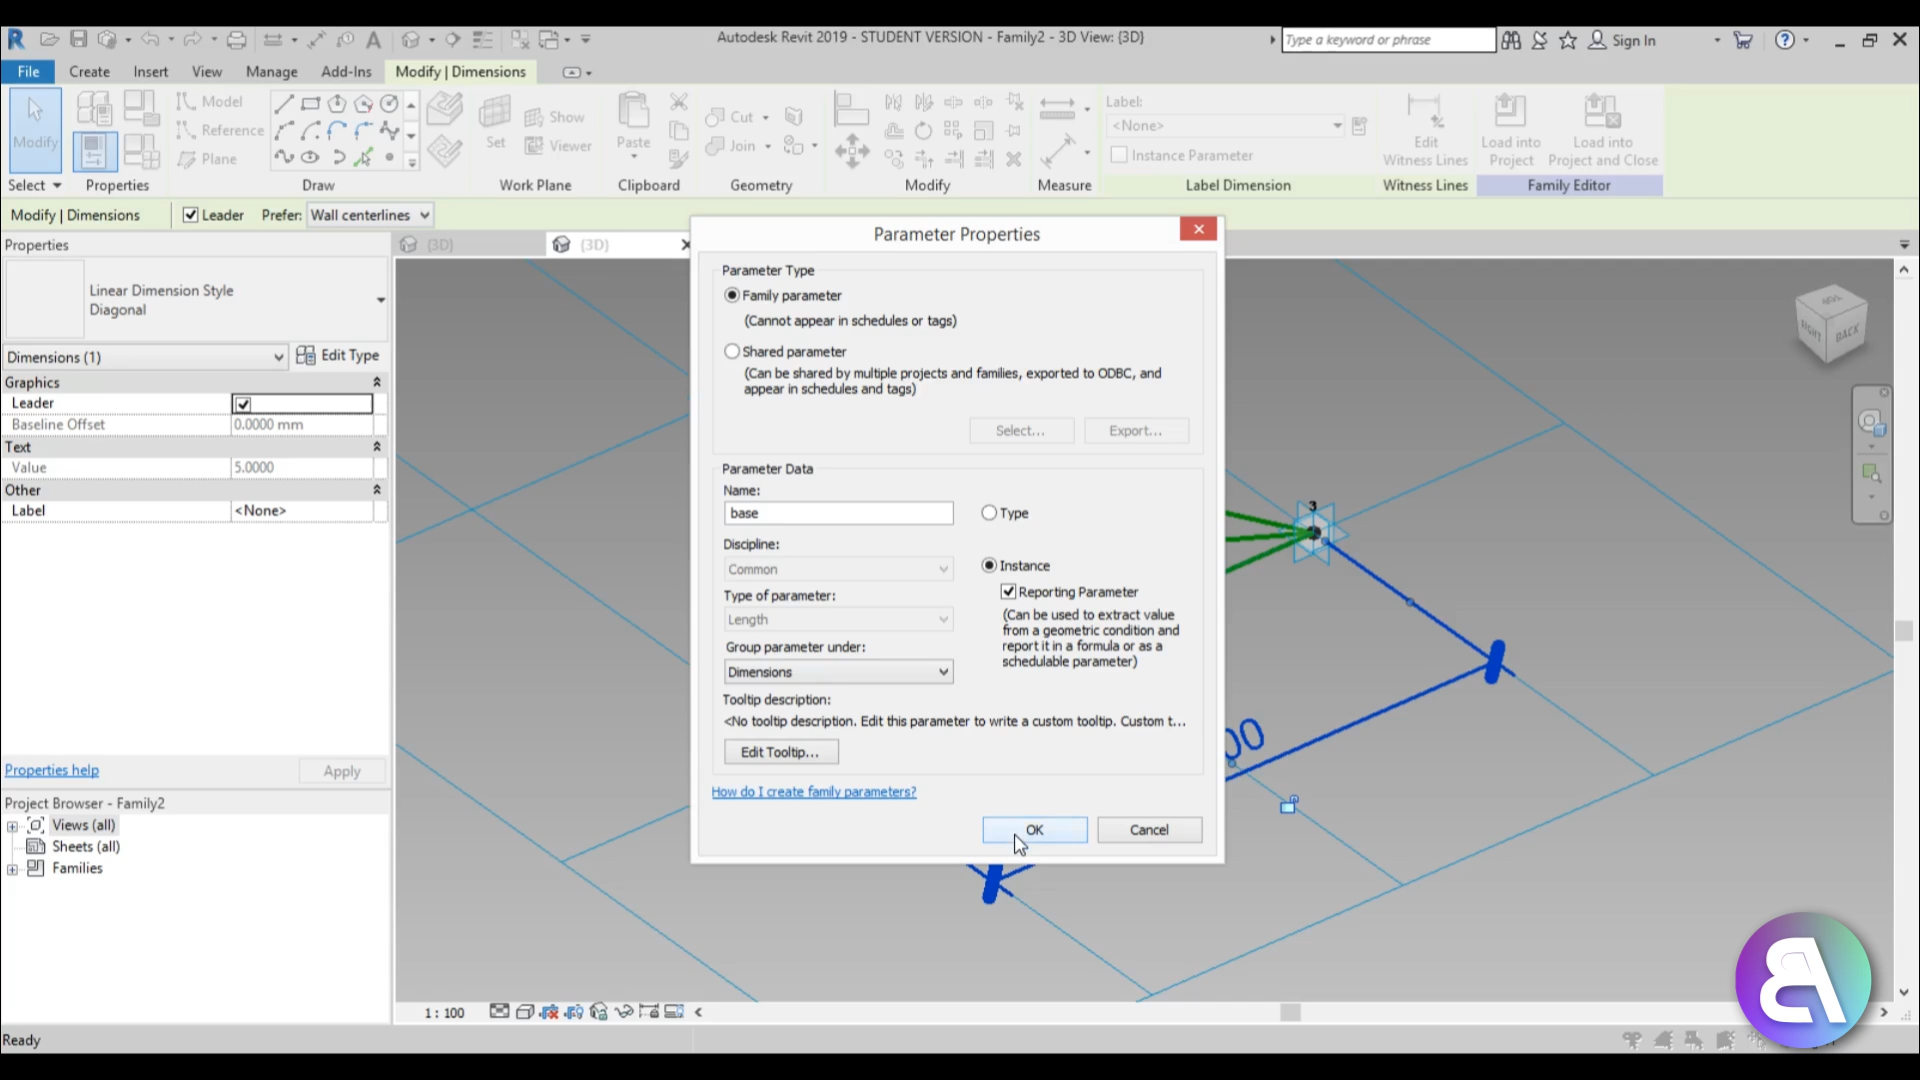 Autodesk Revit 2019 - STUDENT VERSION - Family2 - 3D View: {3D}
Type a keyword or phrase
Sign In
File
Create
Insert
View
Manage
Add-Ins
Modify | Dimensions
Modify
Model
Reference
Plane
Set
Show
Viewer
Paste
Cut
Join
Label:
<None>
Instance Parameter
Edit
Witness Lines
Load into
Project
Load into
Project and Close
Select
Properties
Draw
Work Plane
Clipboard
Geometry
Modify
Measure
Label Dimension
Witness Lines
Family Editor
Modify | Dimensions
Leader
Prefer:
Wall centerlines
Properties
Linear Dimension Style
Diagonal
Dimensions (1)
Edit Type
Graphics
Leader
Baseline Offset
0.0000 mm
Text
Value
5.0000
Other
Label
<None>
Properties help
Apply
Project Browser - Family2
Views (all)
Sheets (all)
Families
{3D}
{3D}
Parameter Properties
Parameter Type
Family parameter
(Cannot appear in schedules or tags)
Shared parameter
(Can be shared by multiple projects and families, exported to ODBC, and
appear in schedules and tags)
Select...
Export...
Parameter Data
Name:
base
Type
Discipline:
Common
Instance
Type of parameter:
Reporting Parameter
Length
(Can be used to extract value
from a geometric condition and
report it in a formula or as a
schedulable parameter)
Group parameter under:
Dimensions
Tooltip description:
<No tooltip description. Edit this parameter to write a custom tooltip. Custom t...
Edit Tooltip...
How do I create family parameters?
OK
Cancel
3
00
TOP
RIGHT
BACK
1 : 100
Ready